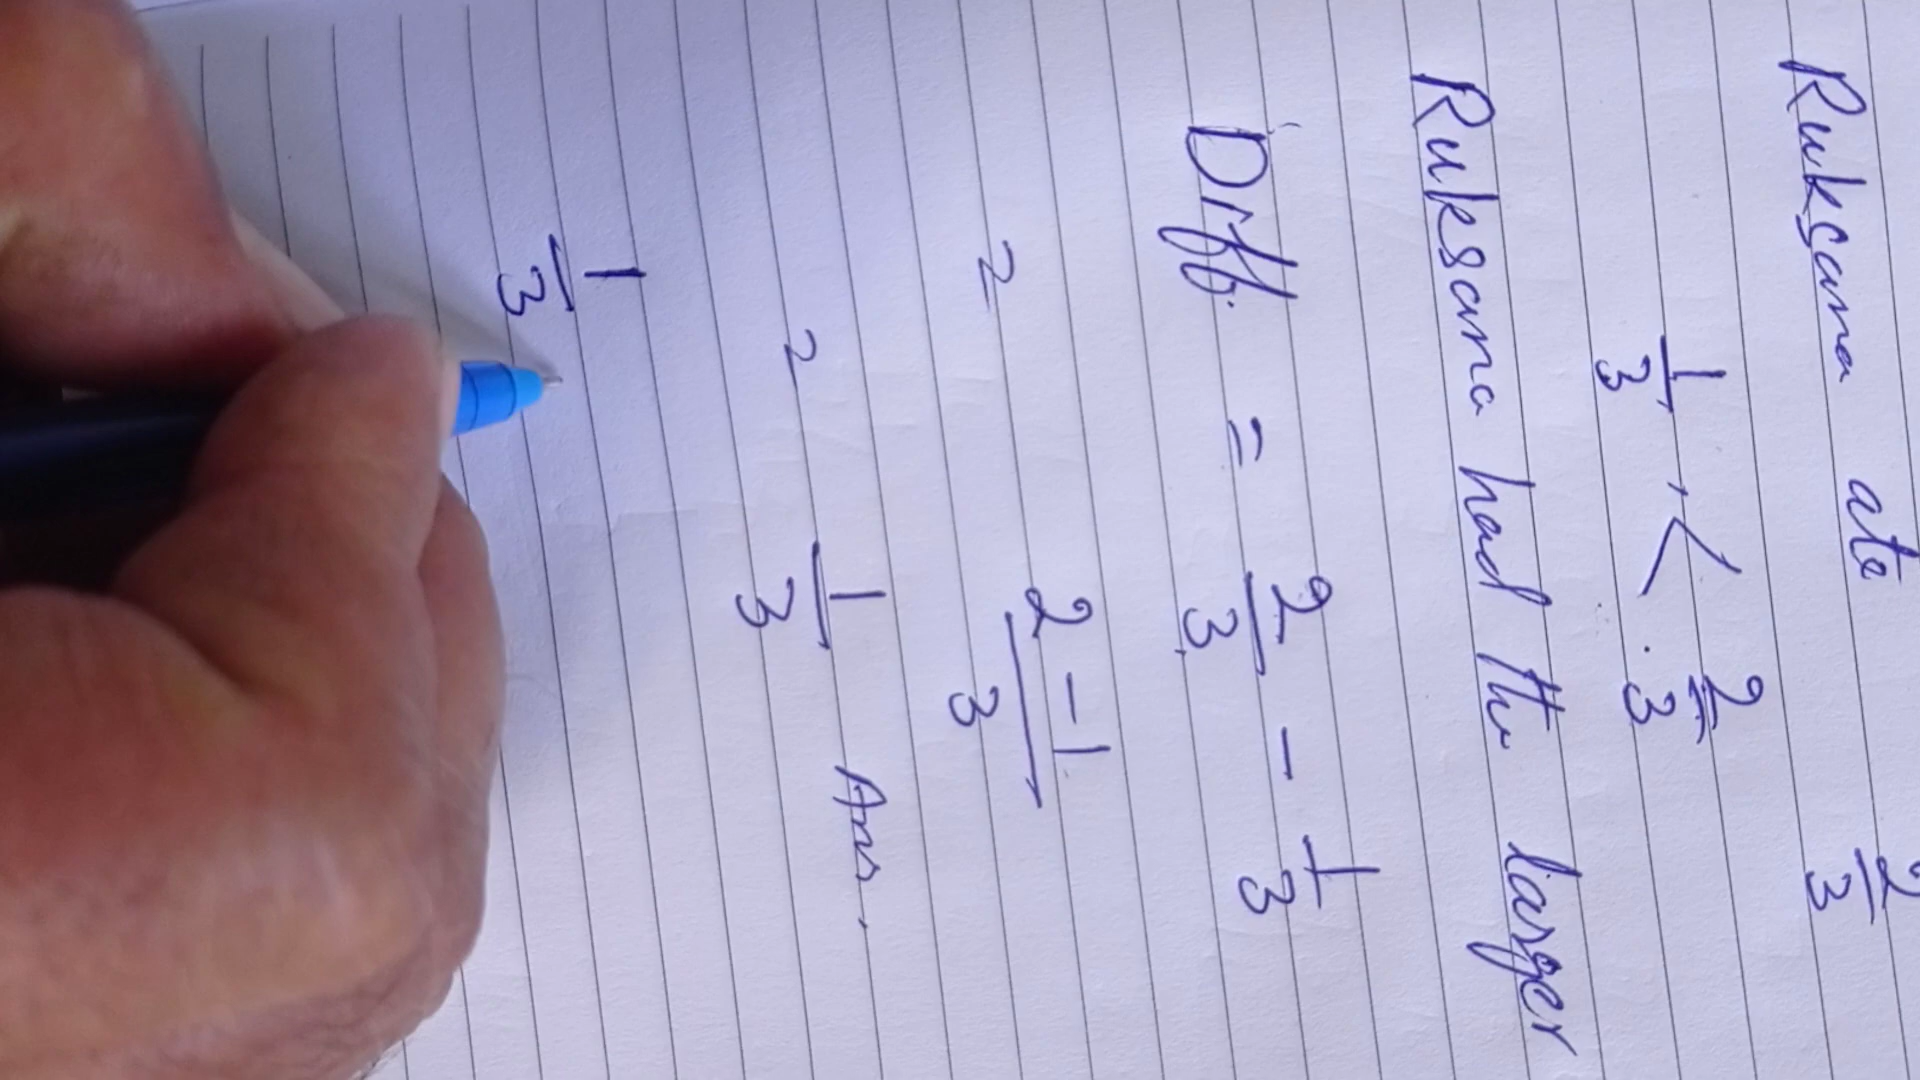 Ruksana ate 2/3
1/3 < 2/3
Ruksana had the larger
Diff. = 2/3 - 1/3
= 2-1/3
= 1/3 Ans.
1/3